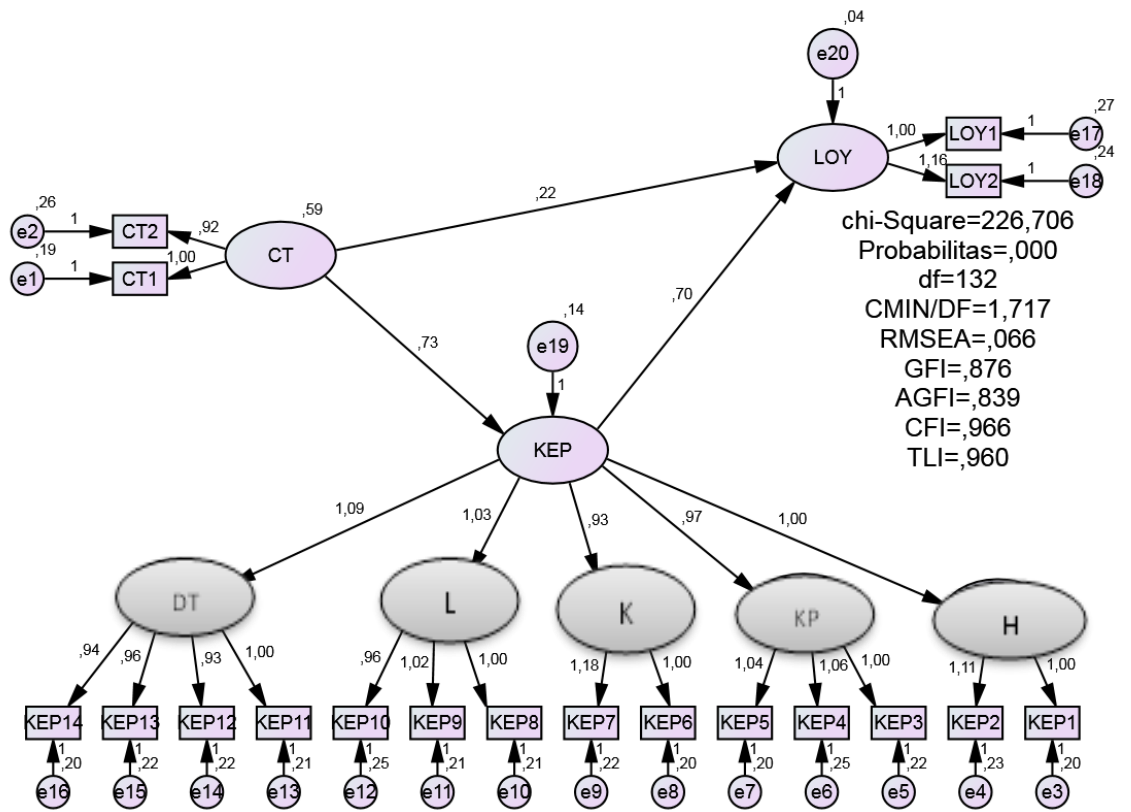 ,04
e20
1
LOY
1,00
LOY1
1
,27
e17
1,16
LOY2
1
,24
e18
,22
,26
e2
1
CT2
,92
,59
CT
,19
e1
1
CT1
1,00
chi-Square=226,706
Probabilitas=,000
df=132
CMIN/DF=1,717
RMSEA=,066
GFI=,876
AGFI=,839
CFI=,966
TLI=,960
,70
,73
,14
e19
1
KEP
1,09
1,03
,93
,97
1,00
DT
L
K
KP
H
,94
,96
,93
1,00
,96
1,02
1,00
1,18
1,00
1,04
1,06
1,00
1,11
1,00
KEP14
KEP13
KEP12
KEP11
KEP10
KEP9
KEP8
KEP7
KEP6
KEP5
KEP4
KEP3
KEP2
KEP1
1
1
1
1
1
1
1
1
1
1
1
1
1
1
,20
,22
,22
,21
,25
,21
,21
,22
,20
,20
,25
,22
,23
,20
e16
e15
e14
e13
e12
e11
e10
e9
e8
e7
e6
e5
e4
e3